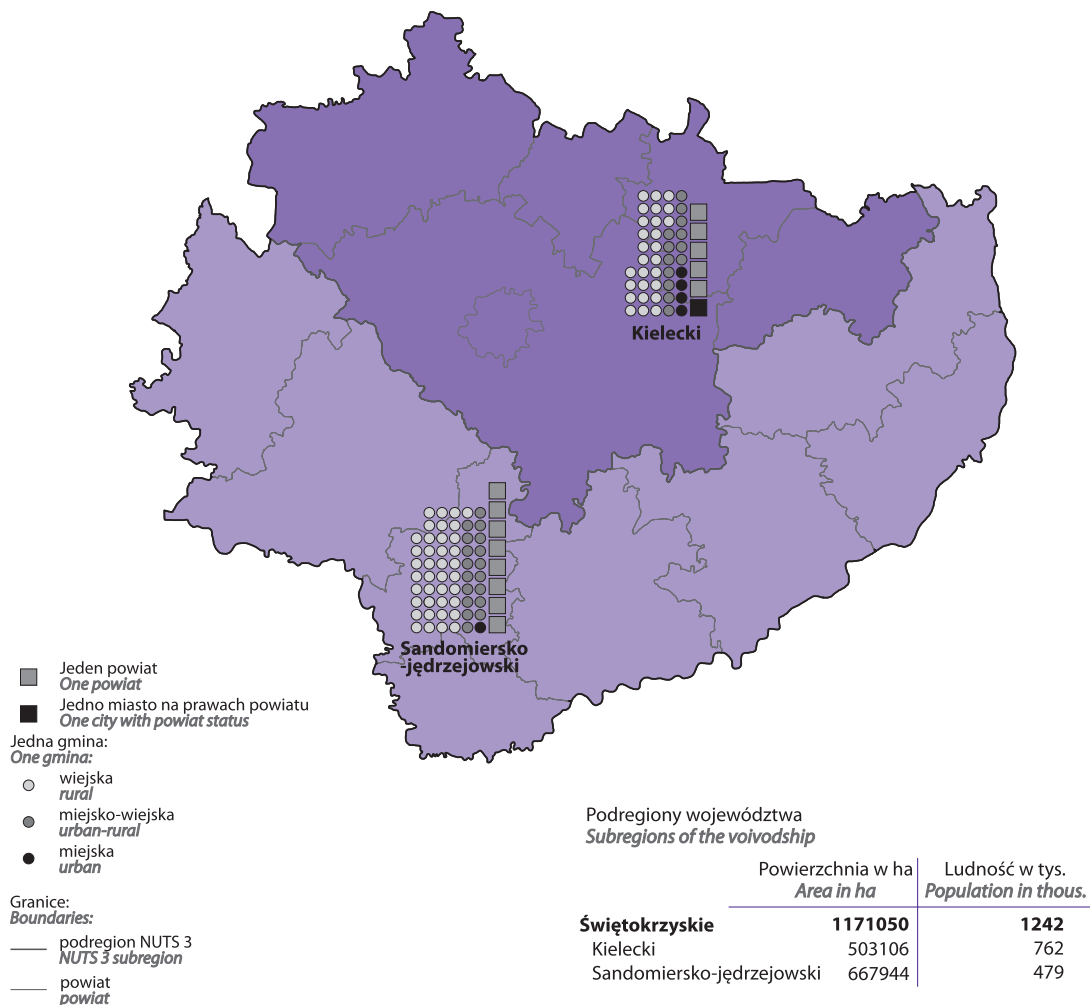 Kielecki
Sandomiersko
-jędrzejowski
Jeden powiat
One powiat
Jedno miasto na prawach powiatu
One city with powiat status
Jedna gmina:
One gmina:
wiejska
rural
miejsko-wiejska
urban-rural
miejska
urban
Granice:
Boundaries:
podregion NUTS 3
NUTS 3 subregion
powiat
powiat
Podregiony województwa
Subregions of the voivodship
Powierzchnia w ha Ludność w tys.
Area in ha Population in thous.
Świętokrzyskie 1171050 1242
Kielecki 503106 762
Sandomiersko-jędrzejowski 667944 479